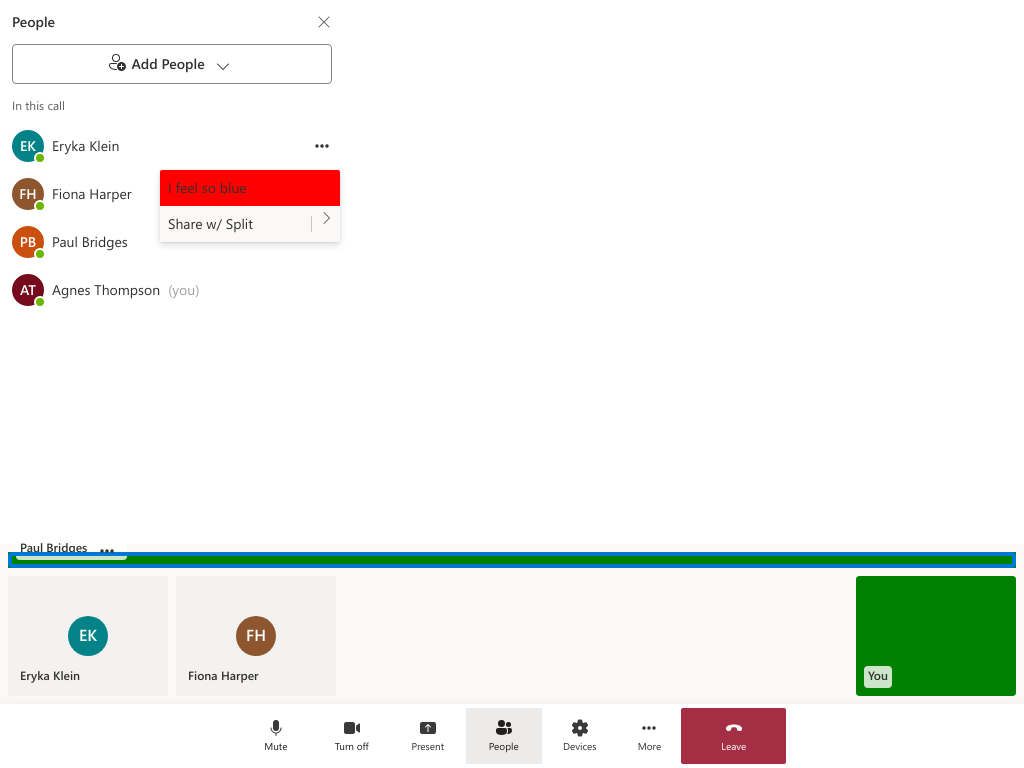 People
Add People
In this call
EK Eryka Klein
I feel so blue
FH Fiona Harper
Share w/ Split
PB Paul Bridges
AT Agnes Thompson (you)
Paul Bridges
EK
FH
Eryka Klein
Fiona Harper
You
Mute
Turn off
Present
People
Devices
More
Leave